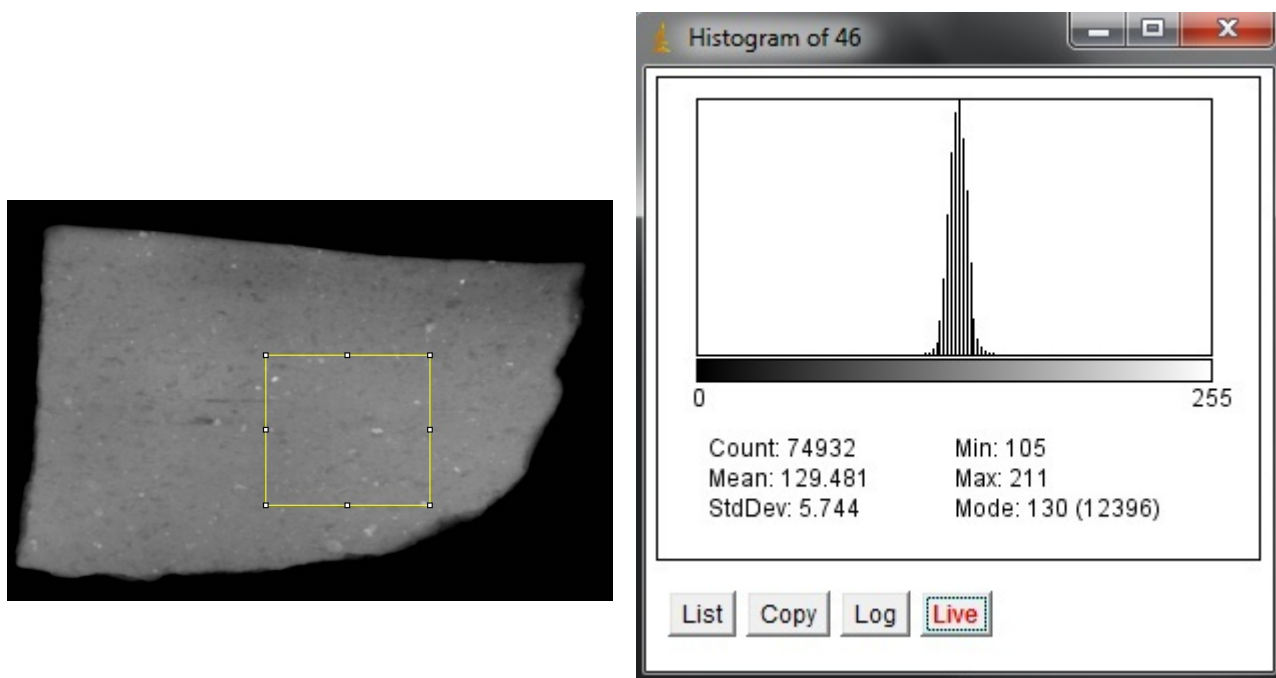 Histogram of 46
0 255
Count: 74932 Min: 105
Mean: 129.481 Max: 211
StdDev: 5.744 Mode: 130 (12396)
List Copy Log Live